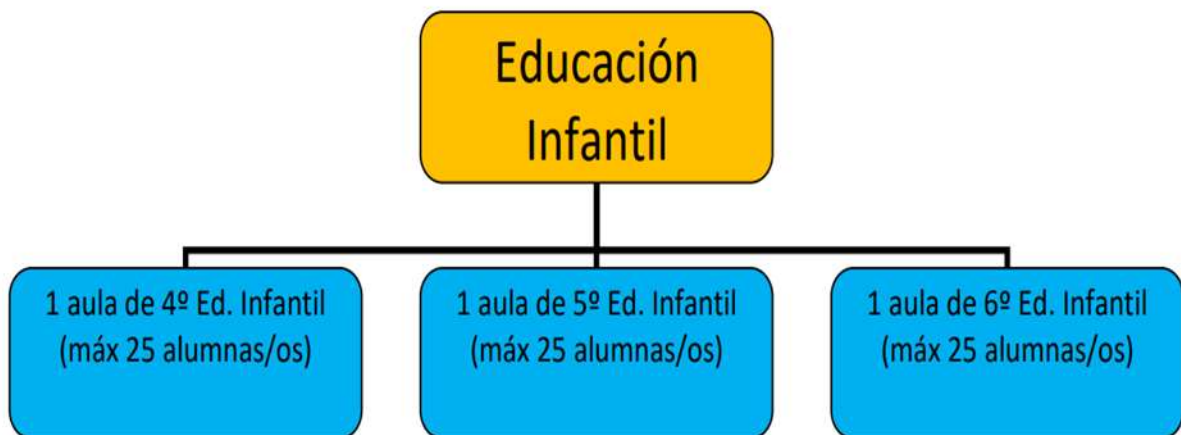 Educación
Infantil
1 aula de 4º Ed. Infantil
(máx 25 alumnas/os)
1 aula de 5º Ed. Infantil
(máx 25 alumnas/os)
1 aula de 6º Ed. Infantil
(máx 25 alumnas/os)